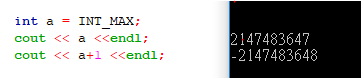 int a = INT_MAX;
cout << a <<endl;
cout << a+1 <<endl;
2147483647
-2147483648